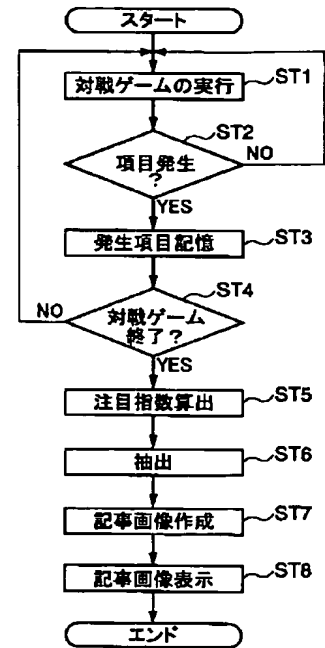 スタート
対戦ゲームの実行
ST1
ST2
項目発生
?
NO
YES
発生項目記憶
ST3
ST4
NO
対戦ゲーム
終了?
YES
注目指数算出
ST5
抽出
ST6
記事画像作成
ST7
記事画像表示
ST8
エンド